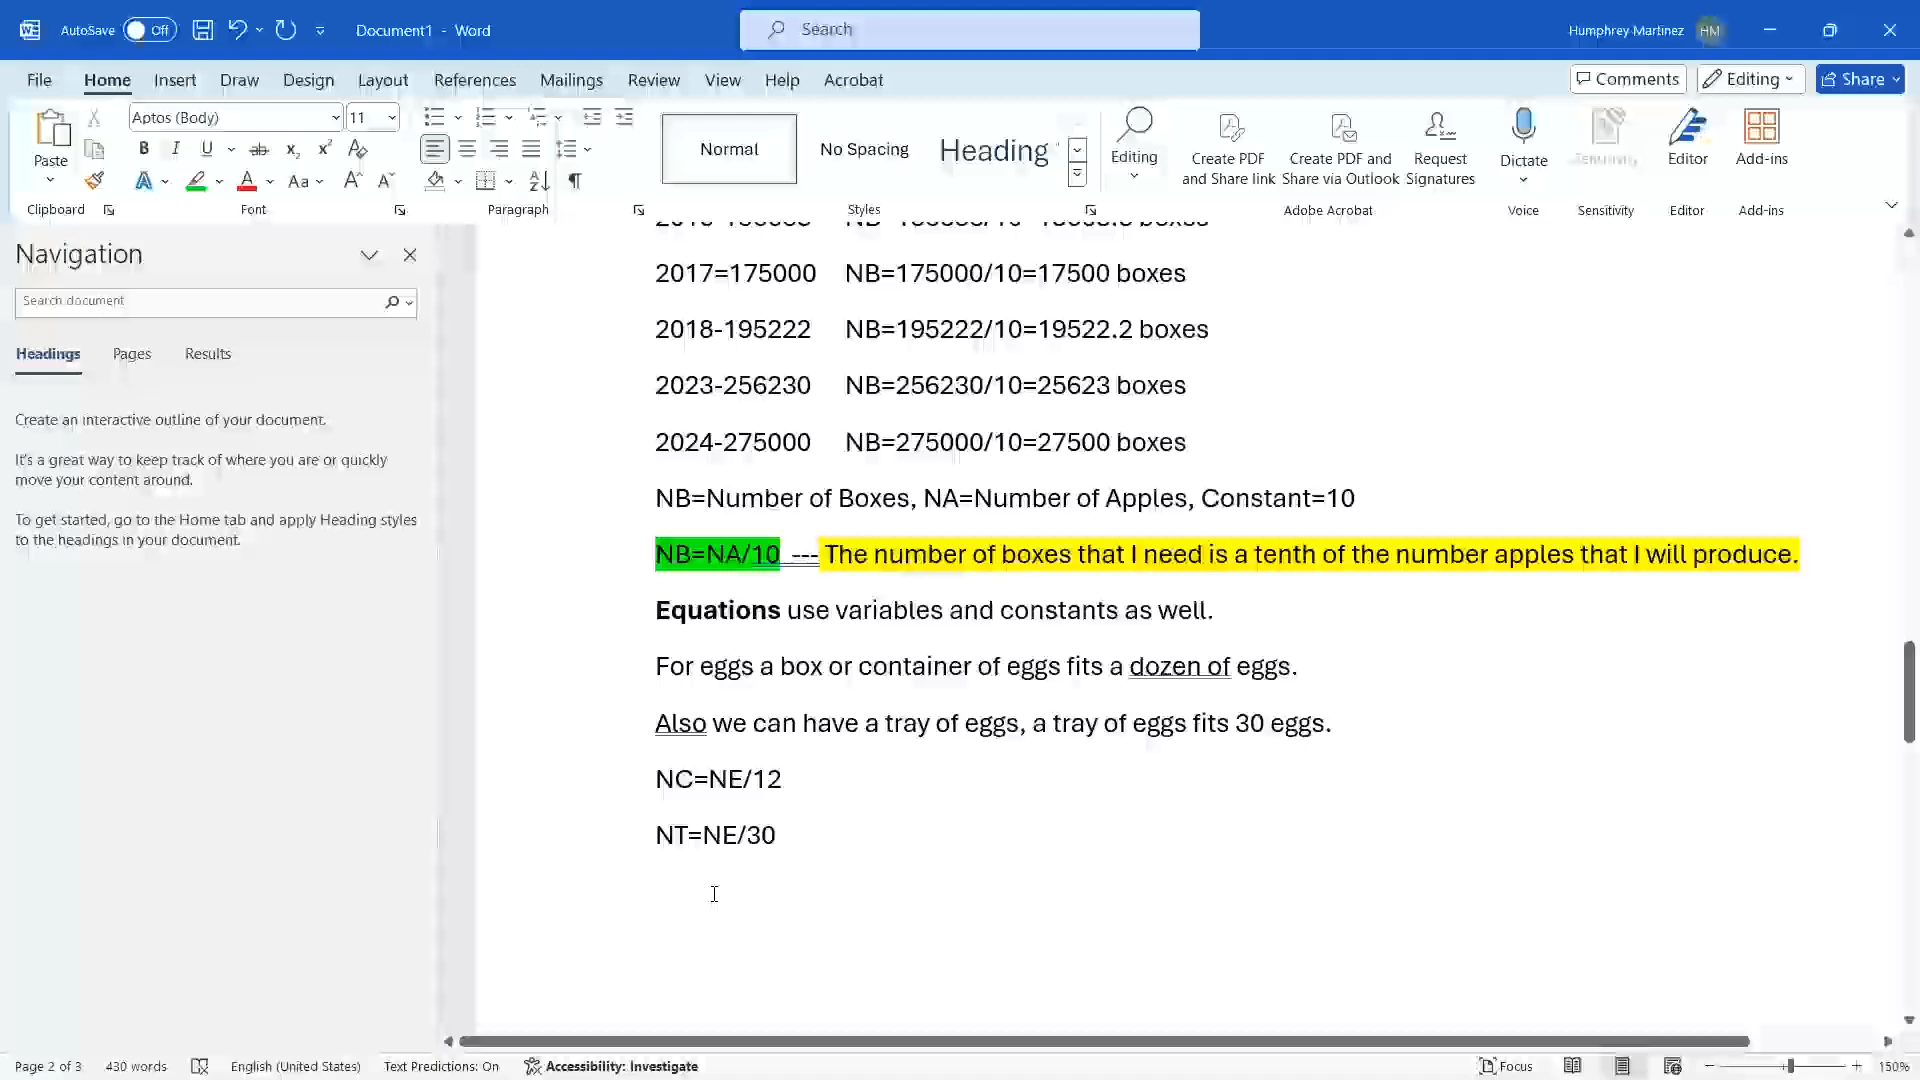 AutoSave Off Document1 - Word Search Humphrey Martinez HM
File Home Insert Draw Design Layout References Mailings Review View Help Acrobat Comments Editing Share
Paste Aptos (Body) 11 Normal No Spacing Heading Editing Create PDF and Share link Create PDF and Share via Outlook Request Signatures Dictate Sensitivity Editor Add-ins
Clipboard Font Paragraph Styles Adobe Acrobat Voice Sensitivity Editor Add-ins
Navigation
Search document
Headings Pages Results
Create an interactive outline of your document.
It's a great way to keep track of where you are or quickly
move your content around.
To get started, go to the Home tab and apply Heading styles
to the headings in your document.
2017=175000 NB=175000/10=17500 boxes
2018-195222 NB=195222/10=19522.2 boxes
2023-256230 NB=256230/10=25623 boxes
2024-275000 NB=275000/10=27500 boxes
NB=Number of Boxes, NA=Number of Apples, Constant=10
NB=NA/10 --- The number of boxes that I need is a tenth of the number apples that I will produce.
Equations use variables and constants as well.
For eggs a box or container of eggs fits a dozen of eggs.
Also we can have a tray of eggs, a tray of eggs fits 30 eggs.
NC=NE/12
NT=NE/30
Page 2 of 3 430 words English (United States) Text Predictions: On Accessibility: Investigate Focus 150%